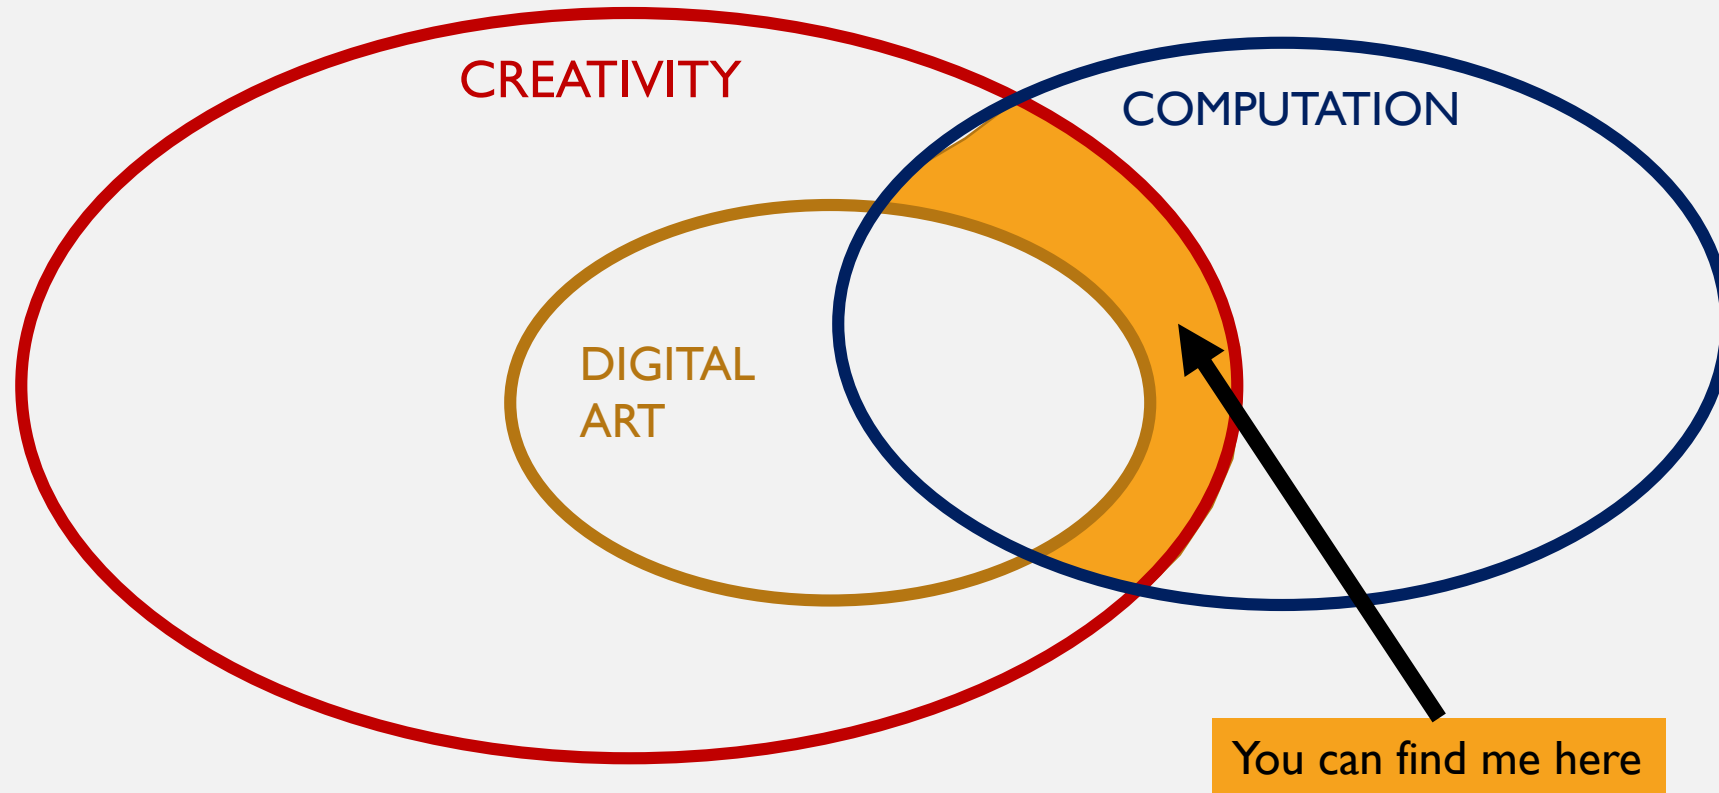 CREATIVITY
COMPUTATION
DIGITAL
ART
You can find me here